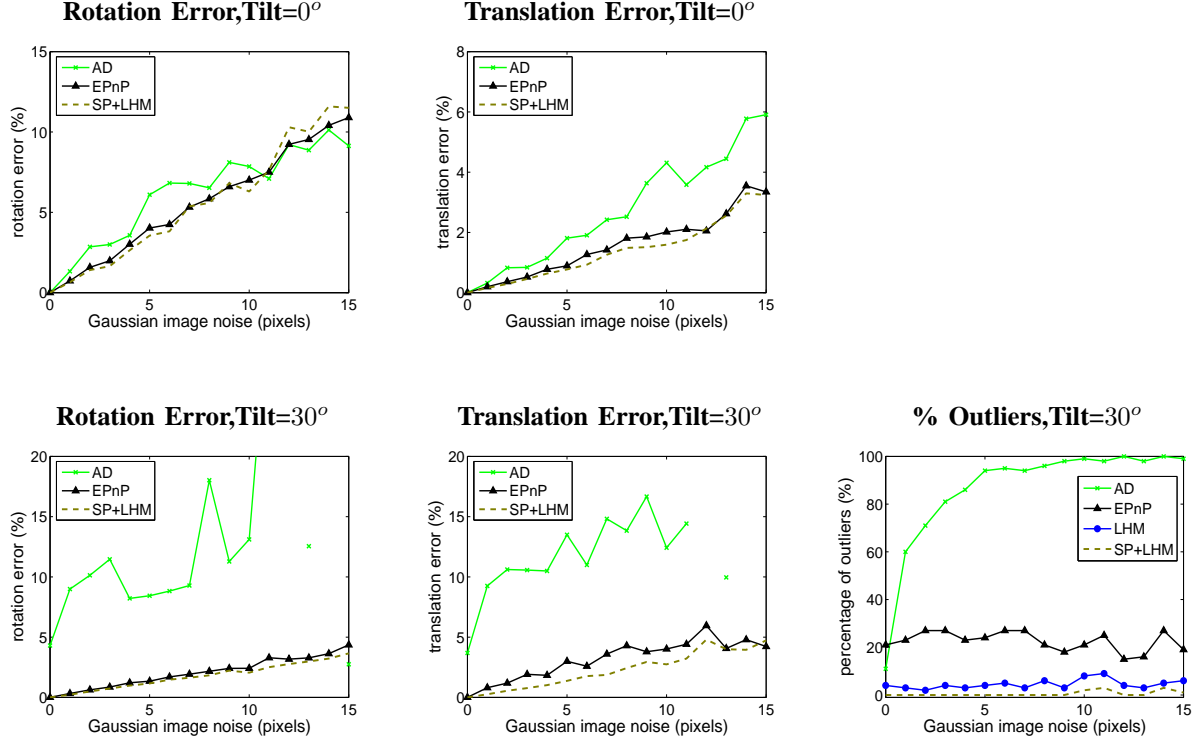 Rotation Error,Tilt=0°
Translation Error,Tilt=0°
15
10
5
0
rotation error (%)
AD
EPnP
SP+LHM
0 5 10 15
Gaussian image noise (pixels)
8
6
4
2
0
translation error (%)
AD
EPnP
SP+LHM
0 5 10 15
Gaussian image noise (pixels)
Rotation Error,Tilt=30°
Translation Error,Tilt=30°
% Outliers,Tilt=30°
20
15
10
5
0
rotation error (%)
AD
EPnP
SP+LHM
0 5 10 15
Gaussian image noise (pixels)
20
15
10
5
0
translation error (%)
AD
EPnP
SP+LHM
0 5 10 15
Gaussian image noise (pixels)
100
80
60
40
20
0
percentage of outliers (%)
AD
EPnP
LHM
SP+LHM
0 5 10 15
Gaussian image noise (pixels)